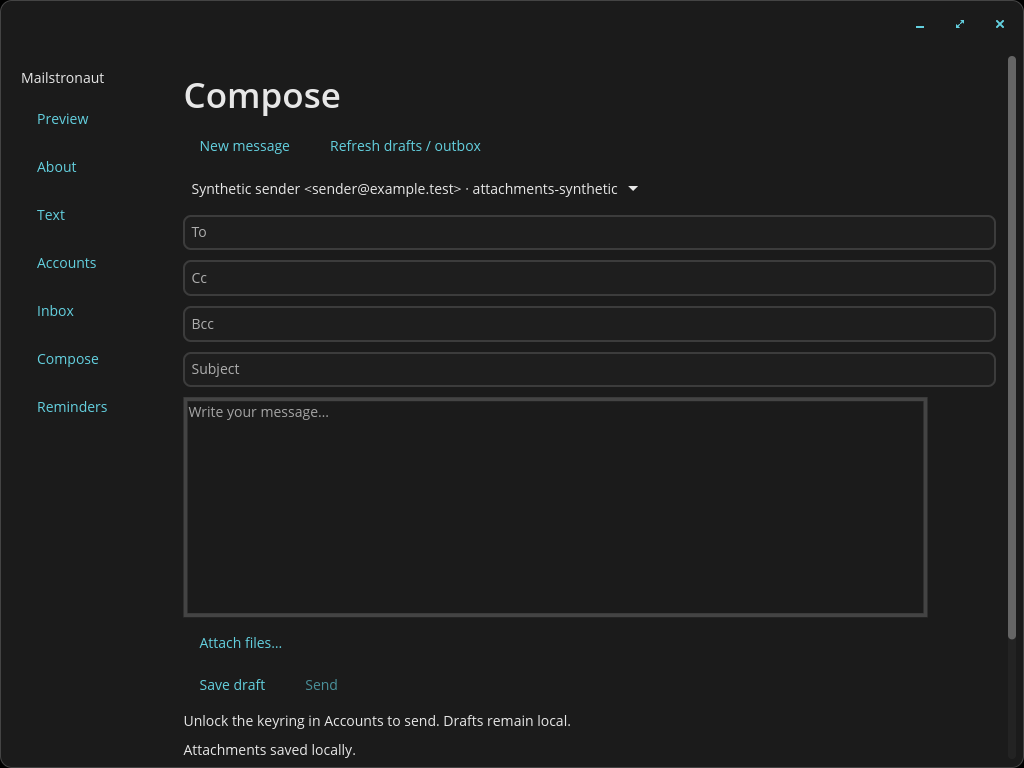 Mailstronaut
Preview
About
Text
Accounts
Inbox
Compose
Reminders
Compose
New message
Refresh drafts / outbox
Synthetic sender <sender@example.test> · attachments-synthetic
To
Cc
Bcc
Subject
Write your message...
Attach files...
Save draft
Send
Unlock the keyring in Accounts to send. Drafts remain local.
Attachments saved locally.